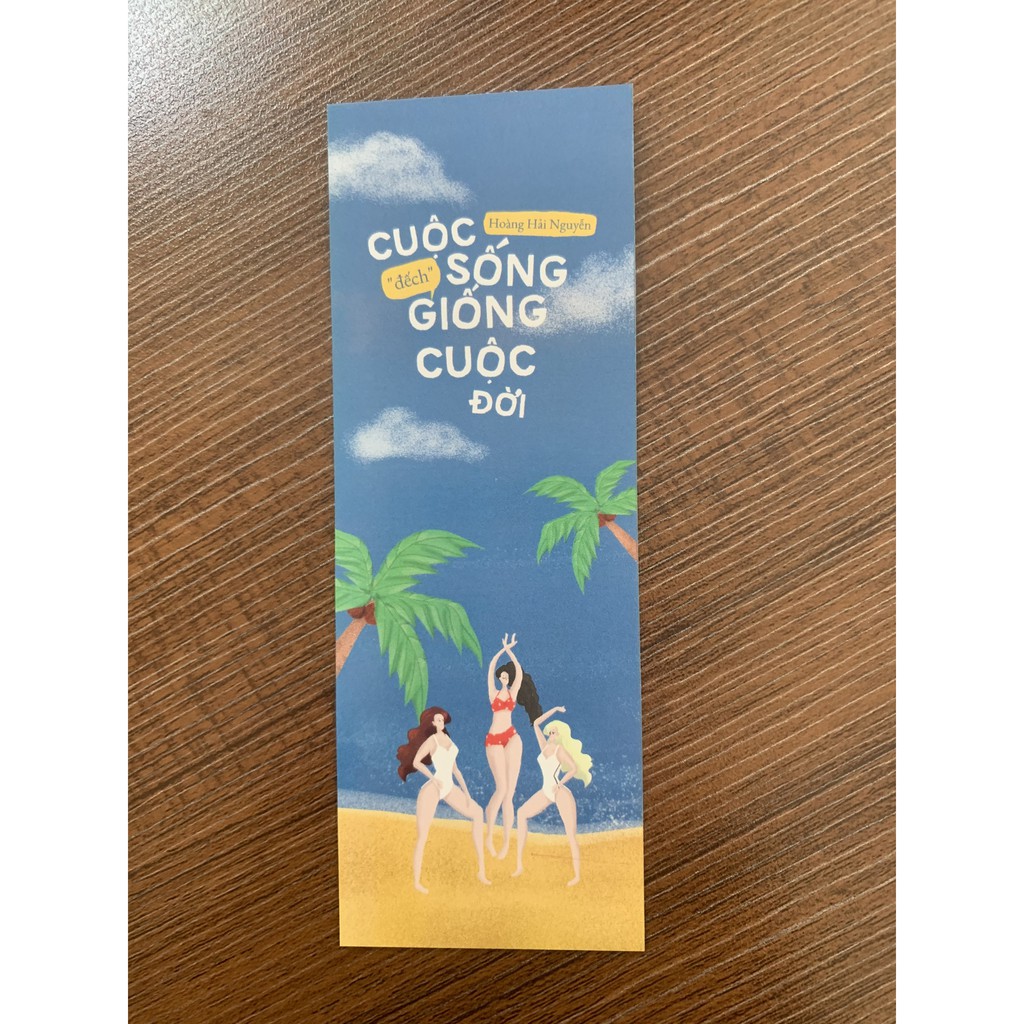 CUỘC Hoàng Hải Nguyễn
"đếch" SỐNG
GIỐNG
CUỘC
ĐỜI